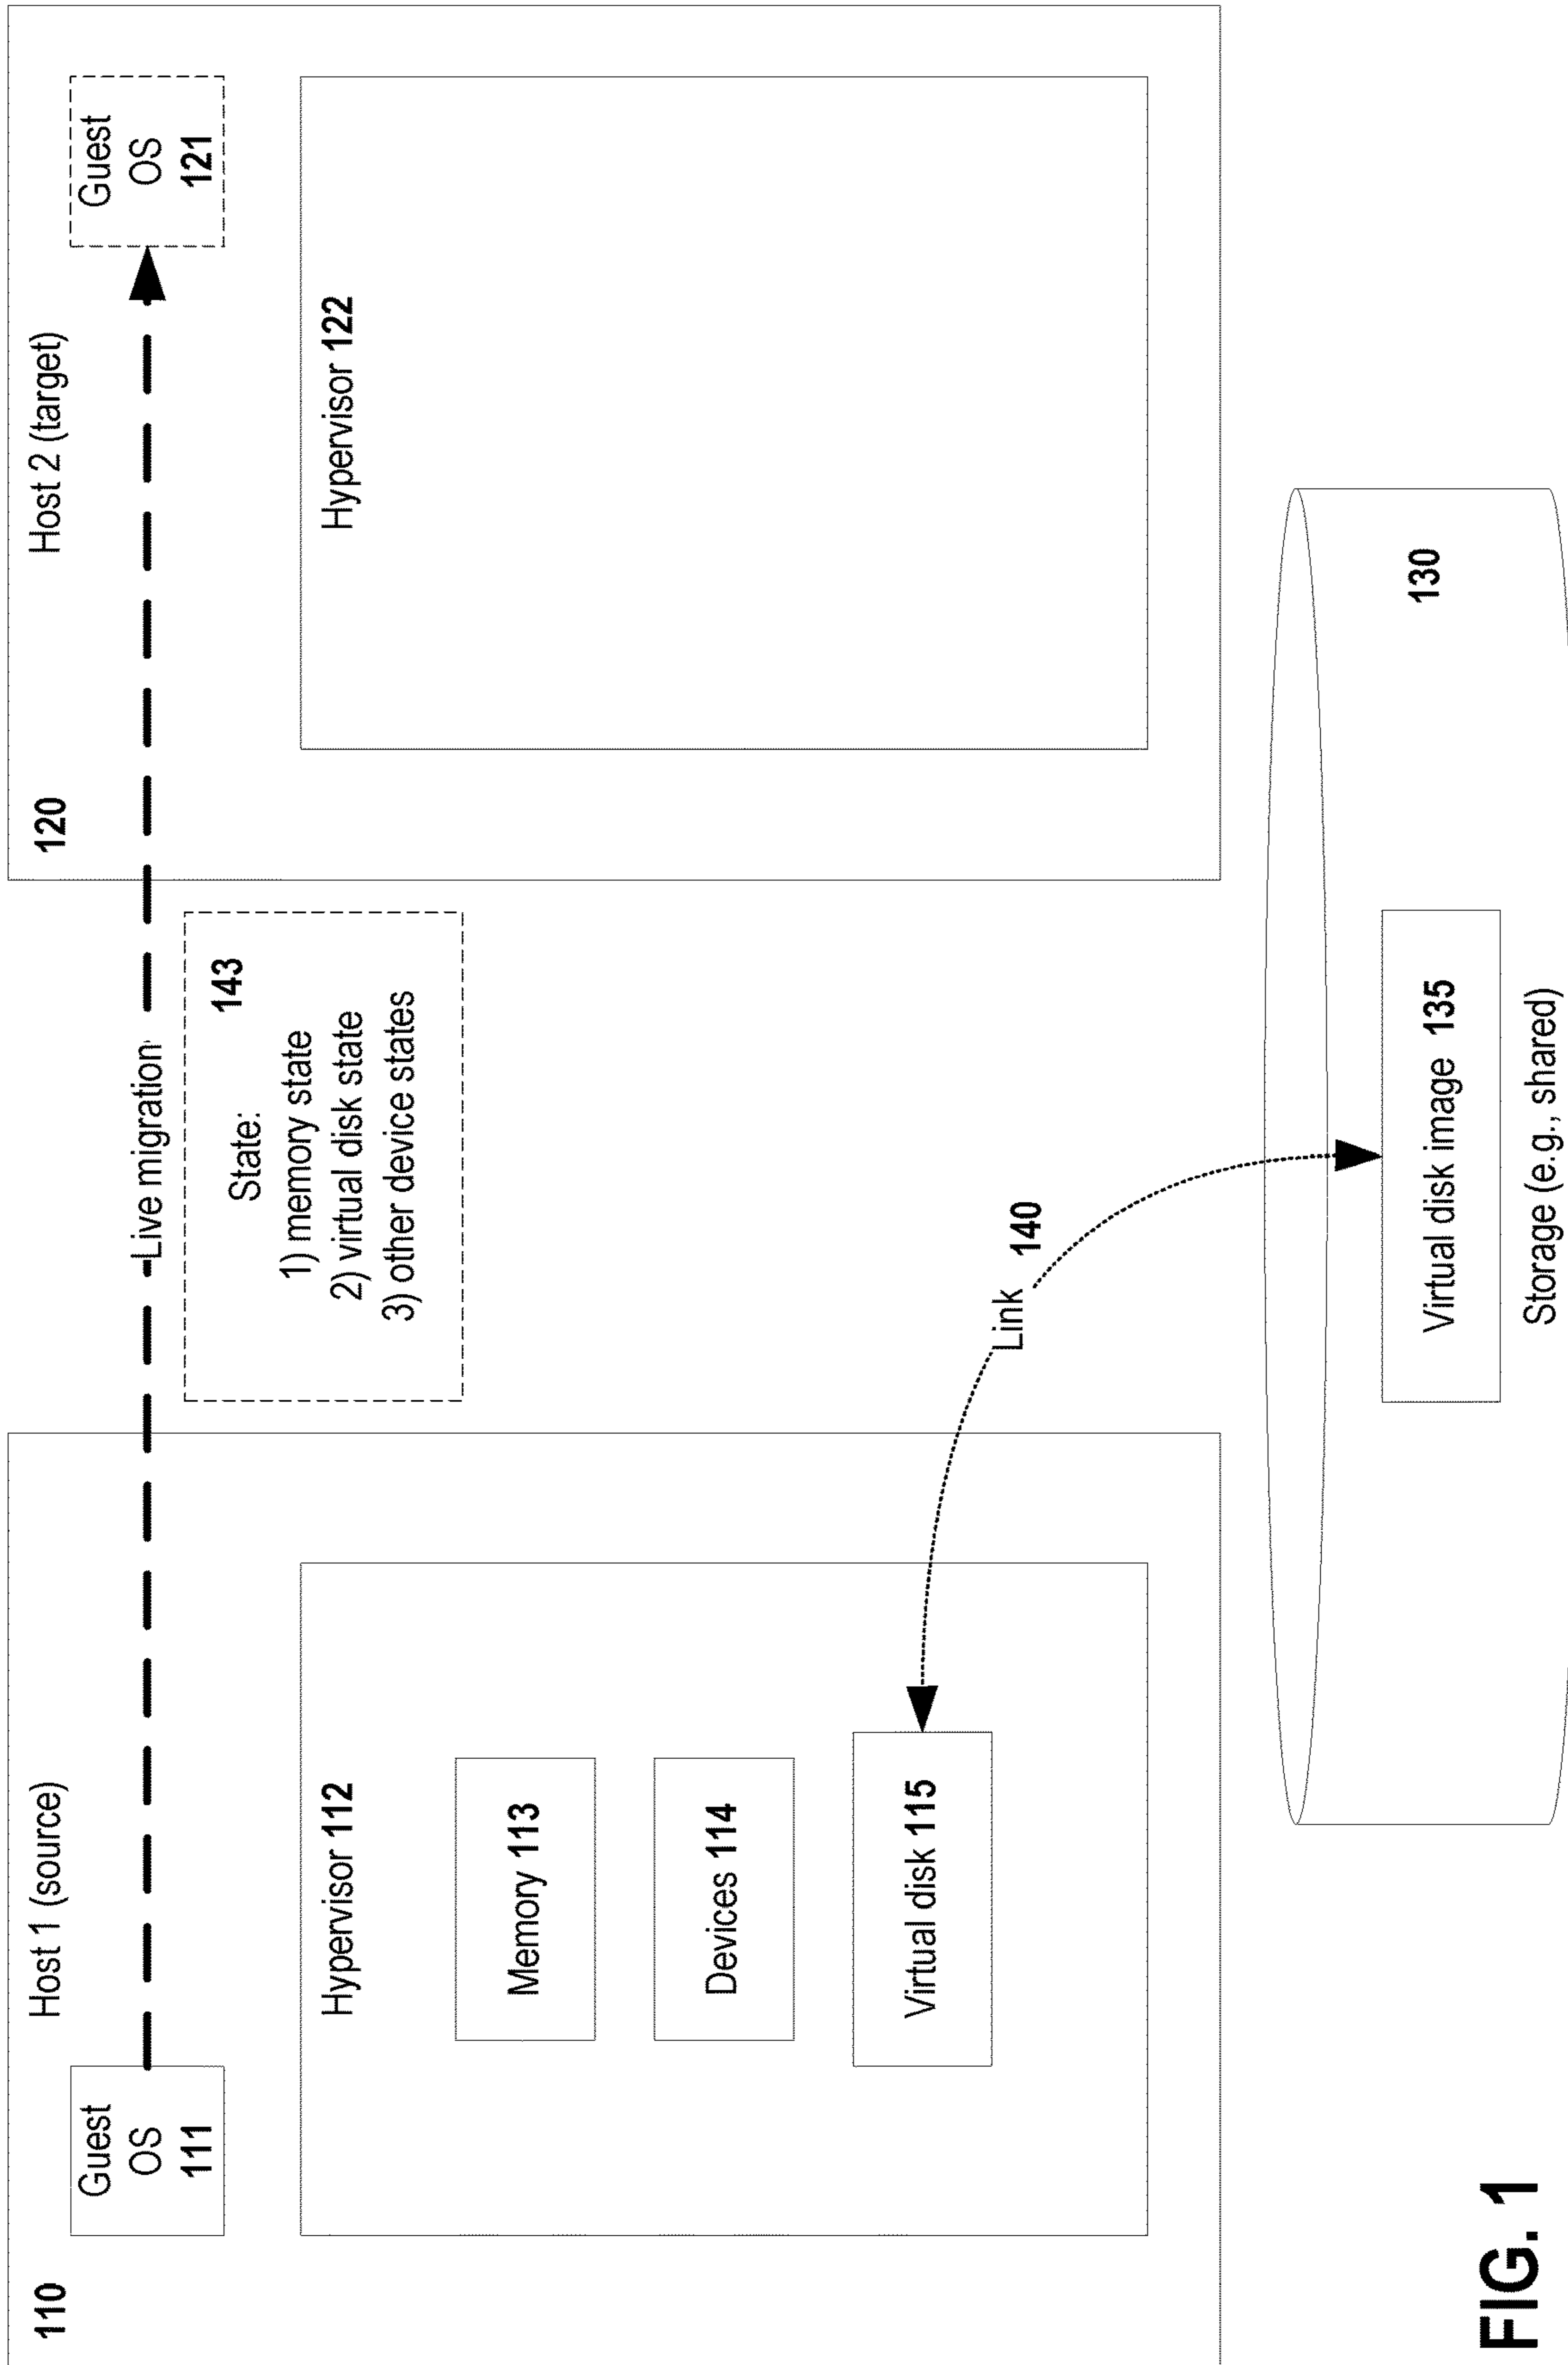 110
Host 1 (source)
Guest
OS
111
Hypervisor 112
Memory 113
Devices 114
Virtual disk 115
Live migration
143
State:
1) memory state
2) virtual disk state
3) other device states
Link 140
120
Host 2 (target)
Guest
OS
121
Hypervisor 122
130
Virtual disk image 135
Storage (e.g., shared)
FIG. 1